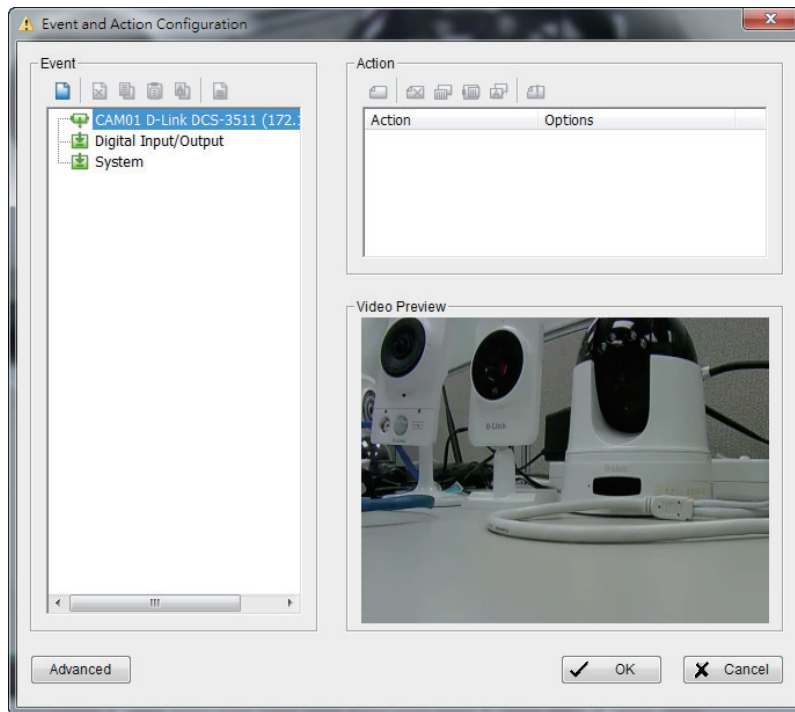 Event and Action Configuration
Event
CAM01 D-Link DCS-3511 (172.
Digital Input/Output
System
Action
Action Options
Video Preview
D-Link
D-Link
Advanced
OK
Cancel